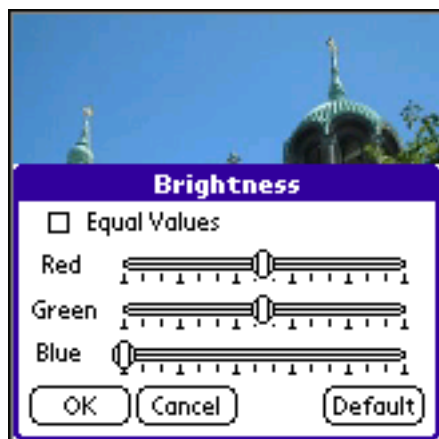 Brightness
Equal Values
Red
Green
Blue
OK Cancel Default